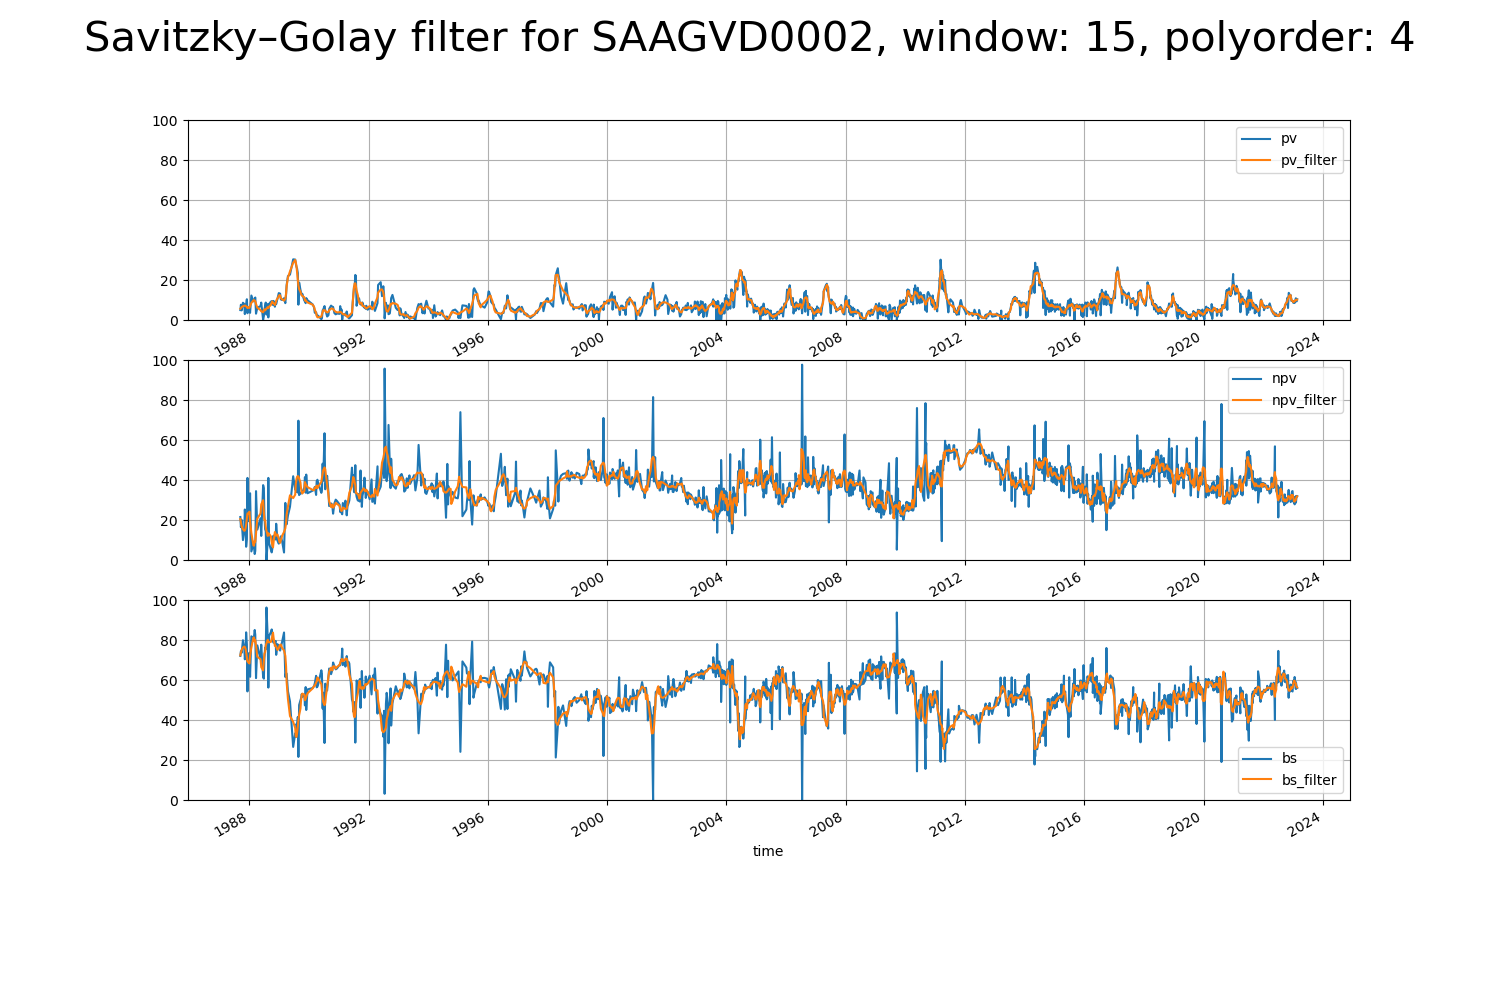 Savitzky–Golay filter for SAAGVD0002, window: 15, polyorder: 4
100
80
60
40
20
0
pv
pv_filter
1988 1992 1996 2000 2004 2008 2012 2016 2020 2024
100
80
60
40
20
0
npv
npv_filter
1988 1992 1996 2000 2004 2008 2012 2016 2020 2024
100
80
60
40
20
0
bs
bs_filter
1988 1992 1996 2000 2004 2008 2012 2016 2020 2024
time